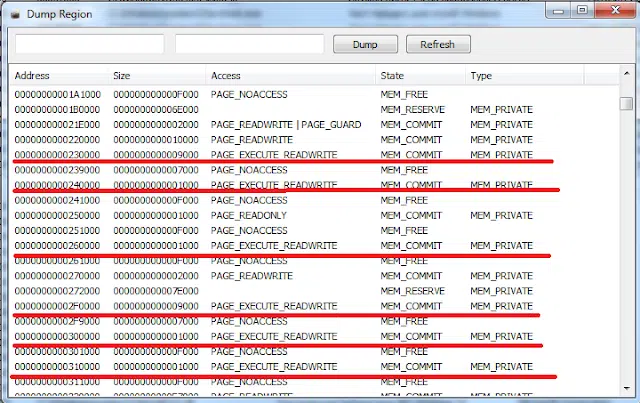 Dump Region
Dump Refresh
Address Size Access State Type
00000000001A1000 000000000000F000 PAGE_NOACCESS MEM_FREE
00000000001B0000 000000000006E000 MEM_RESERVE MEM_PRIVATE
000000000021E000 0000000000002000 PAGE_READWRITE | PAGE_GUARD MEM_COMMIT MEM_PRIVATE
0000000000220000 0000000000010000 PAGE_READWRITE MEM_COMMIT MEM_PRIVATE
0000000000230000 0000000000009000 PAGE_EXECUTE_READWRITE MEM_COMMIT MEM_PRIVATE
0000000000239000 0000000000007000 PAGE_NOACCESS MEM_FREE
0000000000240000 0000000000001000 PAGE_EXECUTE_READWRITE MEM_COMMIT MEM_PRIVATE
0000000000241000 000000000000F000 PAGE_NOACCESS MEM_FREE
0000000000250000 0000000000001000 PAGE_READONLY MEM_COMMIT MEM_PRIVATE
0000000000251000 000000000000F000 PAGE_NOACCESS MEM_FREE
0000000000260000 0000000000001000 PAGE_EXECUTE_READWRITE MEM_COMMIT MEM_PRIVATE
0000000000261000 000000000000F000 PAGE_NOACCESS MEM_FREE
0000000000270000 0000000000002000 PAGE_READWRITE MEM_COMMIT MEM_PRIVATE
0000000000272000 000000000007E000 MEM_RESERVE MEM_PRIVATE
00000000002F0000 0000000000009000 PAGE_EXECUTE_READWRITE MEM_COMMIT MEM_PRIVATE
00000000002F9000 0000000000007000 PAGE_NOACCESS MEM_FREE
0000000000300000 0000000000001000 PAGE_EXECUTE_READWRITE MEM_COMMIT MEM_PRIVATE
0000000000301000 000000000000F000 PAGE_NOACCESS MEM_FREE
0000000000310000 0000000000001000 PAGE_EXECUTE_READWRITE MEM_COMMIT MEM_PRIVATE
0000000000311000 000000000000F000 PAGE_NOACCESS MEM_FREE
PAGE_READWRITE MEM_COMMIT MEM_PRIVATE